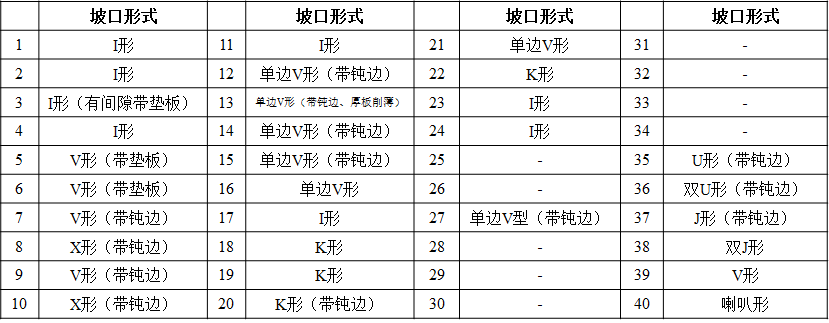 坡口形式 坡口形式 坡口形式 坡口形式
1 I形 11 I形 21 单边V形 31 -
2 I形 12 单边V形（带钝边） 22 K形 32 -
3 I形（有间隙带垫板） 13 单边V形（带钝边、厚板削薄） 23 I形 33 -
4 I形 14 单边V形（带钝边） 24 I形 34 -
5 V形（带垫板） 15 单边V形（带钝边） 25 - 35 U形（带钝边）
6 V形（带垫板） 16 单边V形 26 - 36 双U形（带钝边）
7 V形（带钝边） 17 I形 27 单边V型（带钝边） 37 J形（带钝边）
8 X形（带钝边） 18 K形 28 - 38 双J形
9 V形（带钝边） 19 K形 29 - 39 V形
10 X形（带钝边） 20 K形（带钝边） 30 - 40 喇叭形